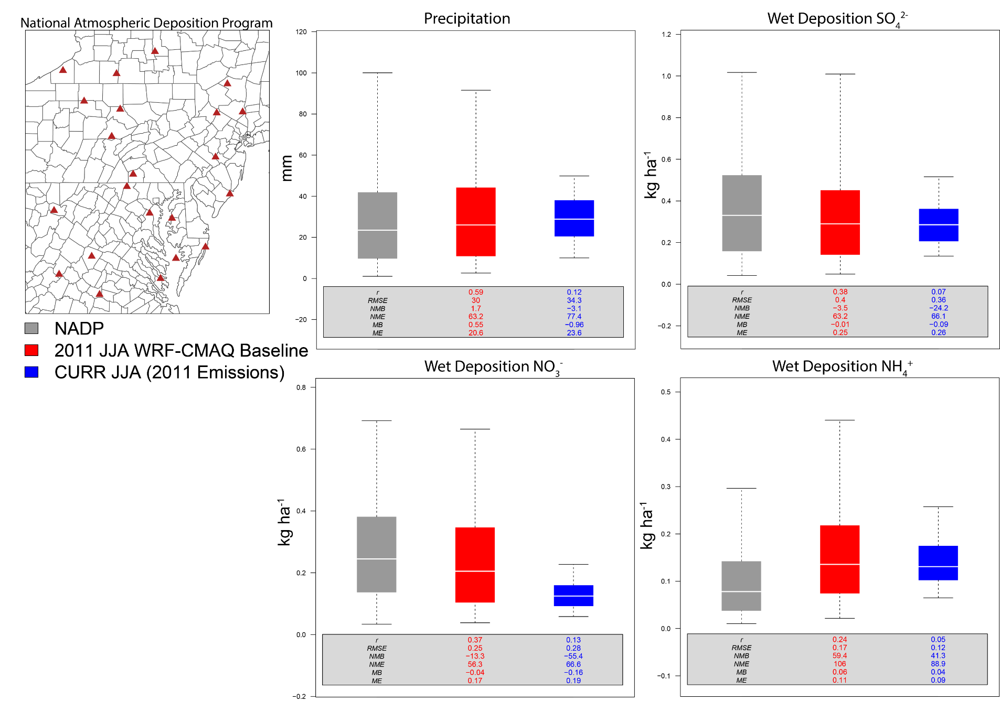 National Atmospheric Deposition Program
NADP
2011 JJA WRF-CMAQ Baseline
CURR JJA (2011 Emissions)
Precipitation
mm
120
100
80
60
40
20
0
−20
r 0.59 0.12
RMSE 30 34.3
NMB 1.7 −3.1
NME 63.2 77.4
MB 0.55 −0.96
ME 20.6 23.6
Wet Deposition SO₄²⁻
kg ha⁻¹
1.2
1.0
0.8
0.6
0.4
0.2
0.0
−0.2
r 0.38 0.07
RMSE 0.4 0.36
NMB −3.5 −24.2
NME 63.2 66.1
MB −0.01 −0.09
ME 0.25 0.26
Wet Deposition NO₃⁻
kg ha⁻¹
0.8
0.6
0.4
0.2
0.0
−0.2
r 0.37 0.13
RMSE 0.25 0.28
NMB −13.3 −55.4
NME 56.3 66.6
MB −0.04 −0.16
ME 0.17 0.19
Wet Deposition NH₄⁺
kg ha⁻¹
0.5
0.4
0.3
0.2
0.1
0.0
−0.1
r 0.24 0.05
RMSE 0.17 0.12
NMB 59.4 41.3
NME 106 88.9
MB 0.06 0.04
ME 0.11 0.09